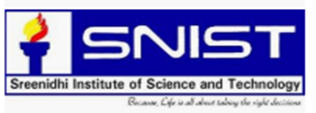 SNIST
Sreenidhi Institute of Science and Technology
Because, Life is all about taking the right decisions